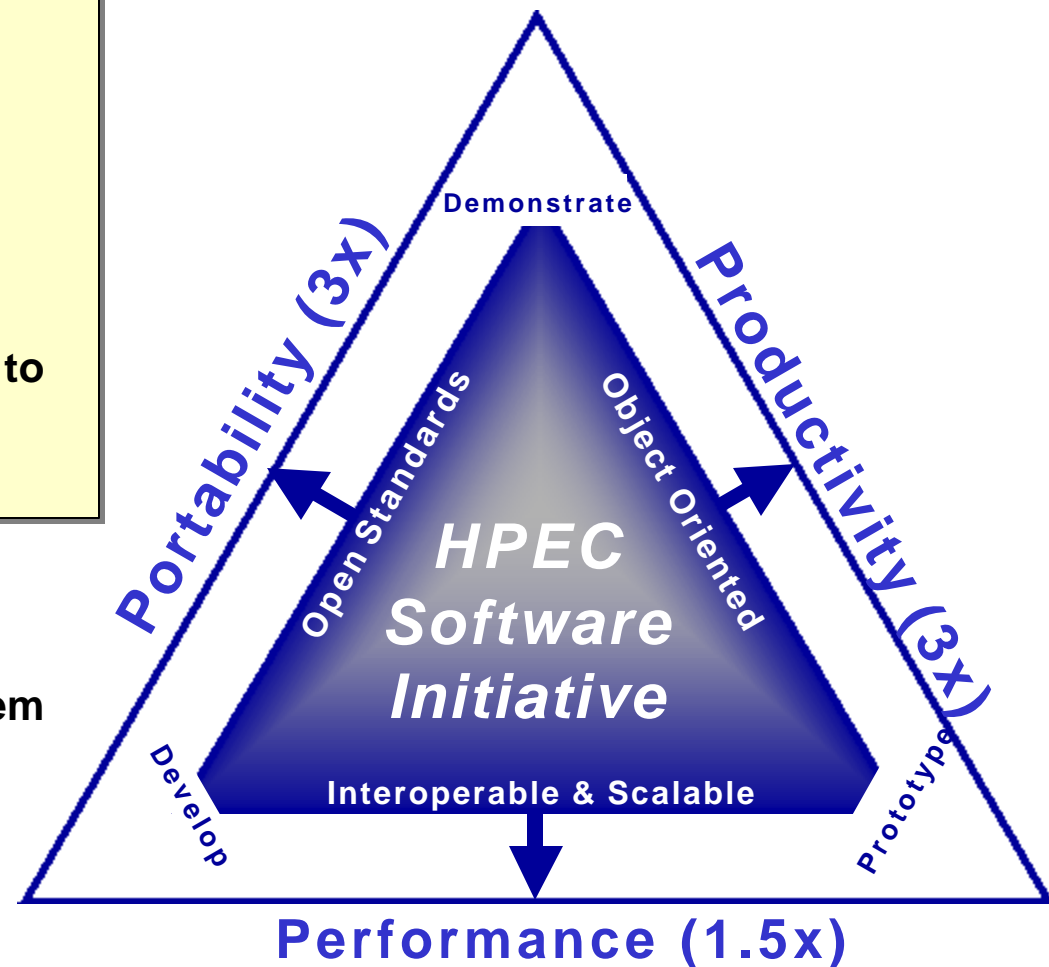 to
em
Demonstrate
Portability (3x)
Productivity (3x)
Open Standards
Object Oriented
HPEC
Software
Initiative
Interoperable & Scalable
Develop
Prototype
Performance (1.5x)